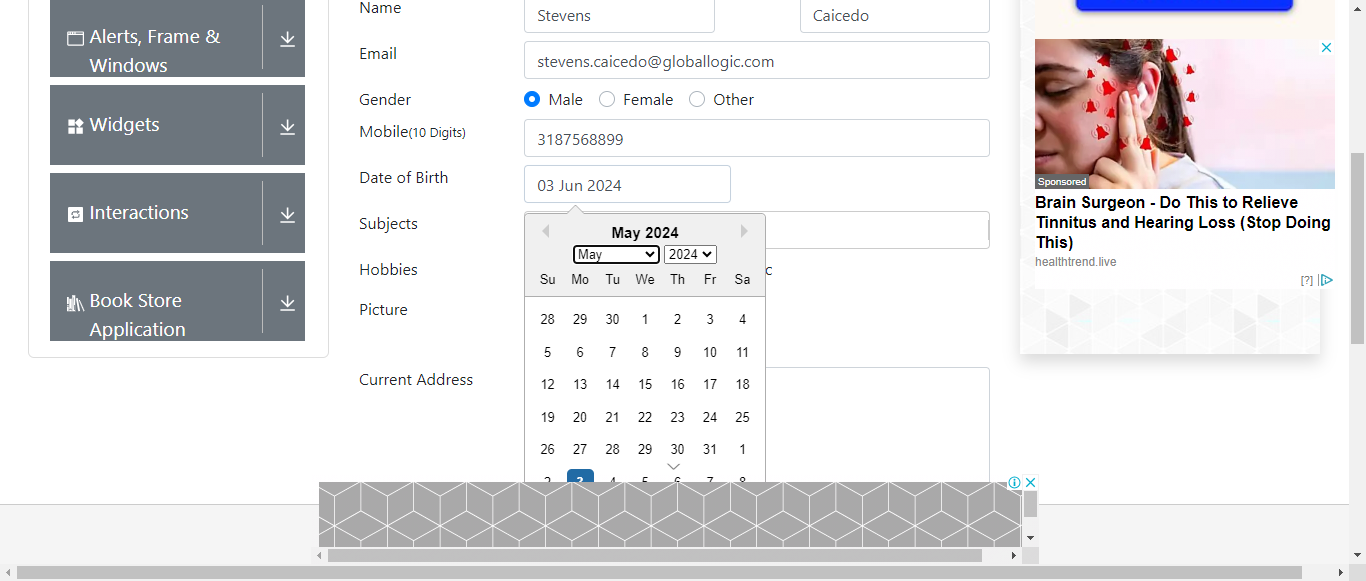 Alerts, Frame &
Windows
Widgets
Interactions
Book Store
Application
Name
Stevens
Caicedo
Email
stevens.caicedo@globallogic.com
Gender
Male
Female
Other
Mobile(10 Digits)
3187568899
Date of Birth
03 Jun 2024
Subjects
May 2024
May
2024
Su Mo Tu We Th Fr Sa
28 29 30 1 2 3 4
5 6 7 8 9 10 11
12 13 14 15 16 17 18
19 20 21 22 23 24 25
26 27 28 29 30 31 1
2 3 4 5 6 7 8
Hobbies
c
Picture
Current Address
Sponsored
Brain Surgeon - Do This to Relieve
Tinnitus and Hearing Loss (Stop Doing
This)
healthtrend.live
[?]